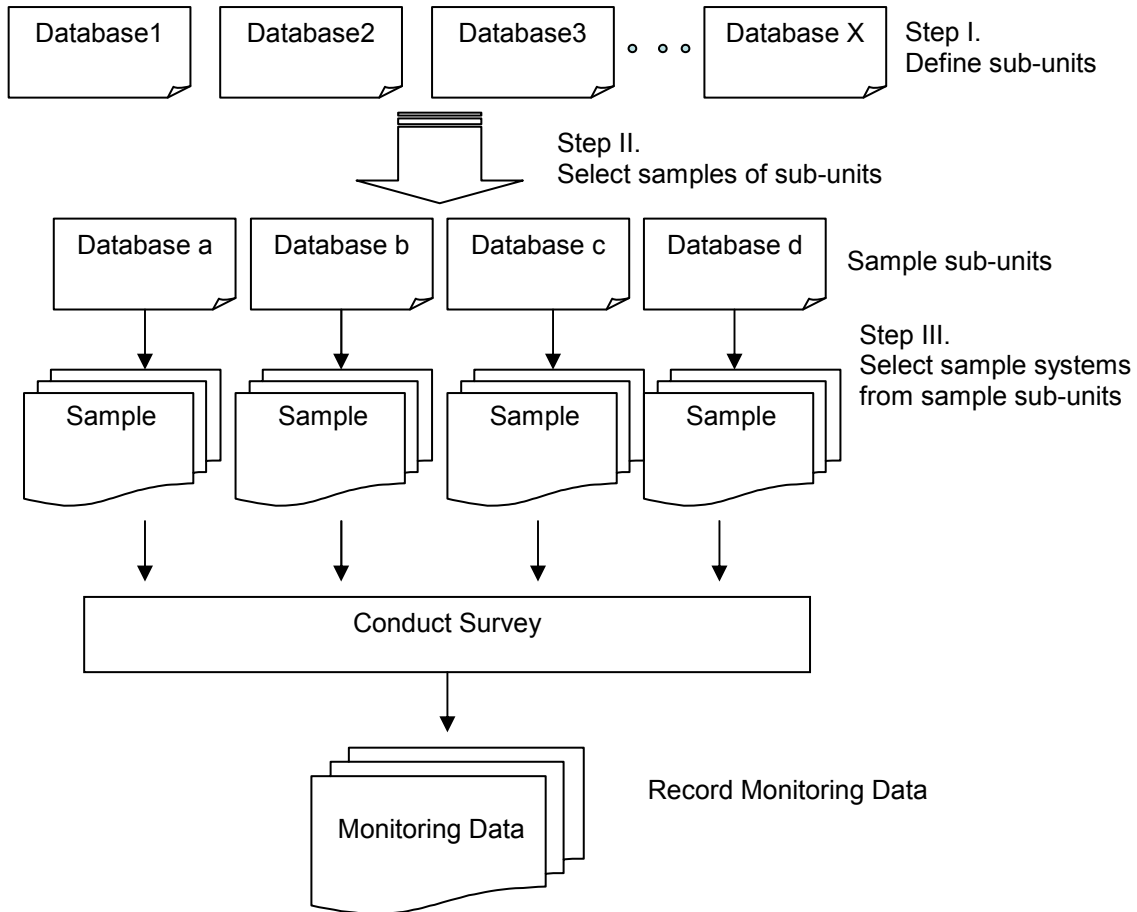 Database1
Database2
Database3
Database X
Step I.
Define sub-units
Step II.
Select samples of sub-units
Database a
Database b
Database c
Database d
Sample sub-units
Step III.
Select sample systems
from sample sub-units
Sample
Sample
Sample
Sample
Conduct Survey
Record Monitoring Data
Monitoring Data